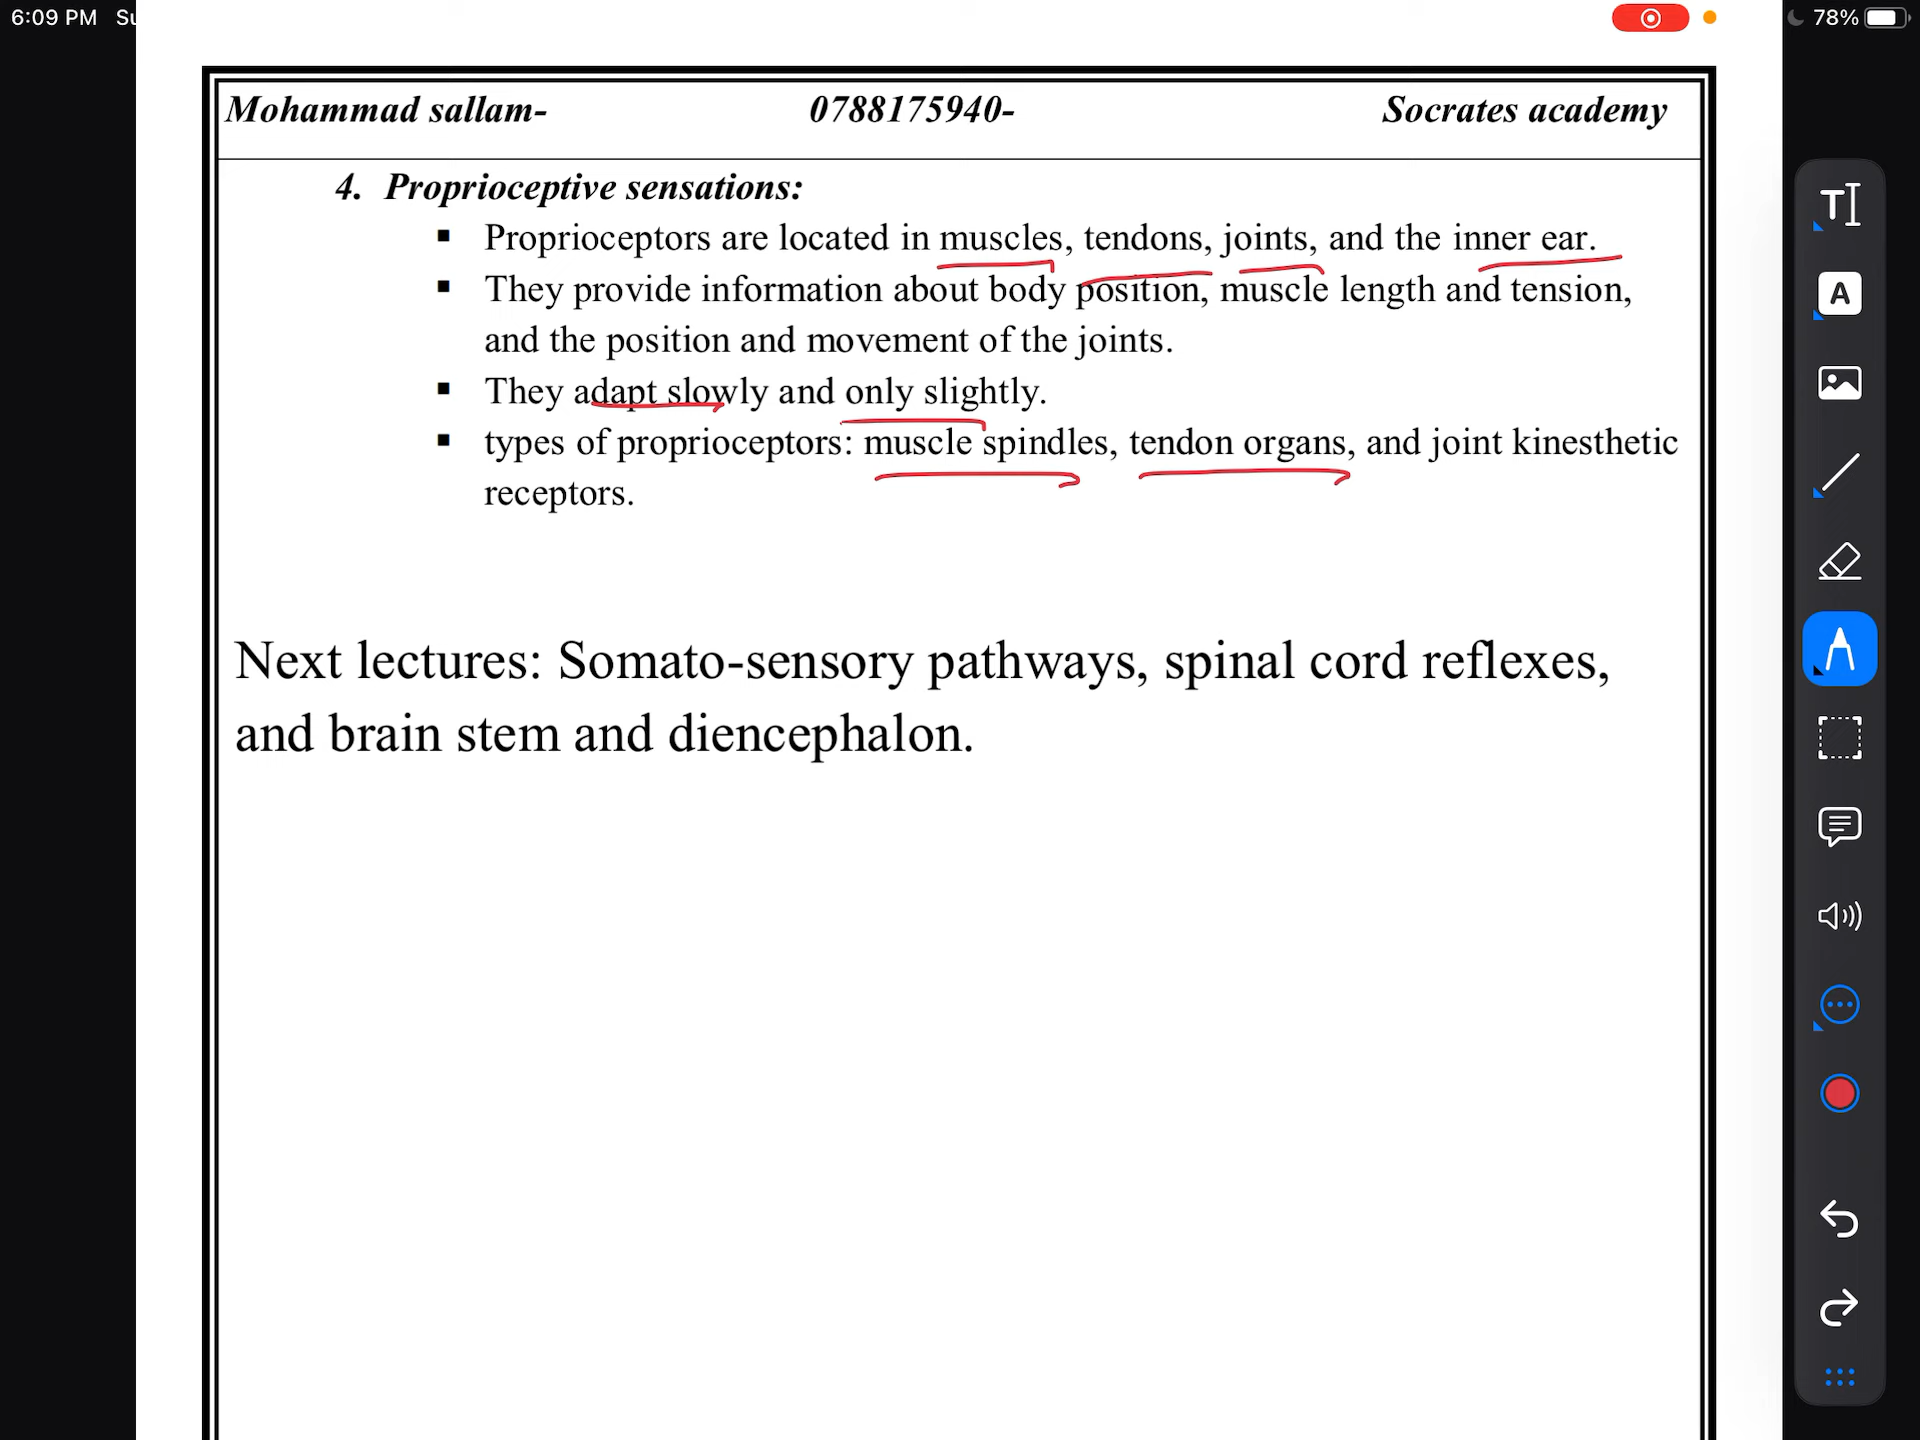 6:09 PM Su
78%
Mohammad sallam- 0788175940- Socrates academy
4. Proprioceptive sensations:
▪ Proprioceptors are located in muscles, tendons, joints, and the inner ear.
▪ They provide information about body position, muscle length and tension,
and the position and movement of the joints.
▪ They adapt slowly and only slightly.
▪ types of proprioceptors: muscle spindles, tendon organs, and joint kinesthetic
receptors.
Next lectures: Somato-sensory pathways, spinal cord reflexes,
and brain stem and diencephalon.
T
A